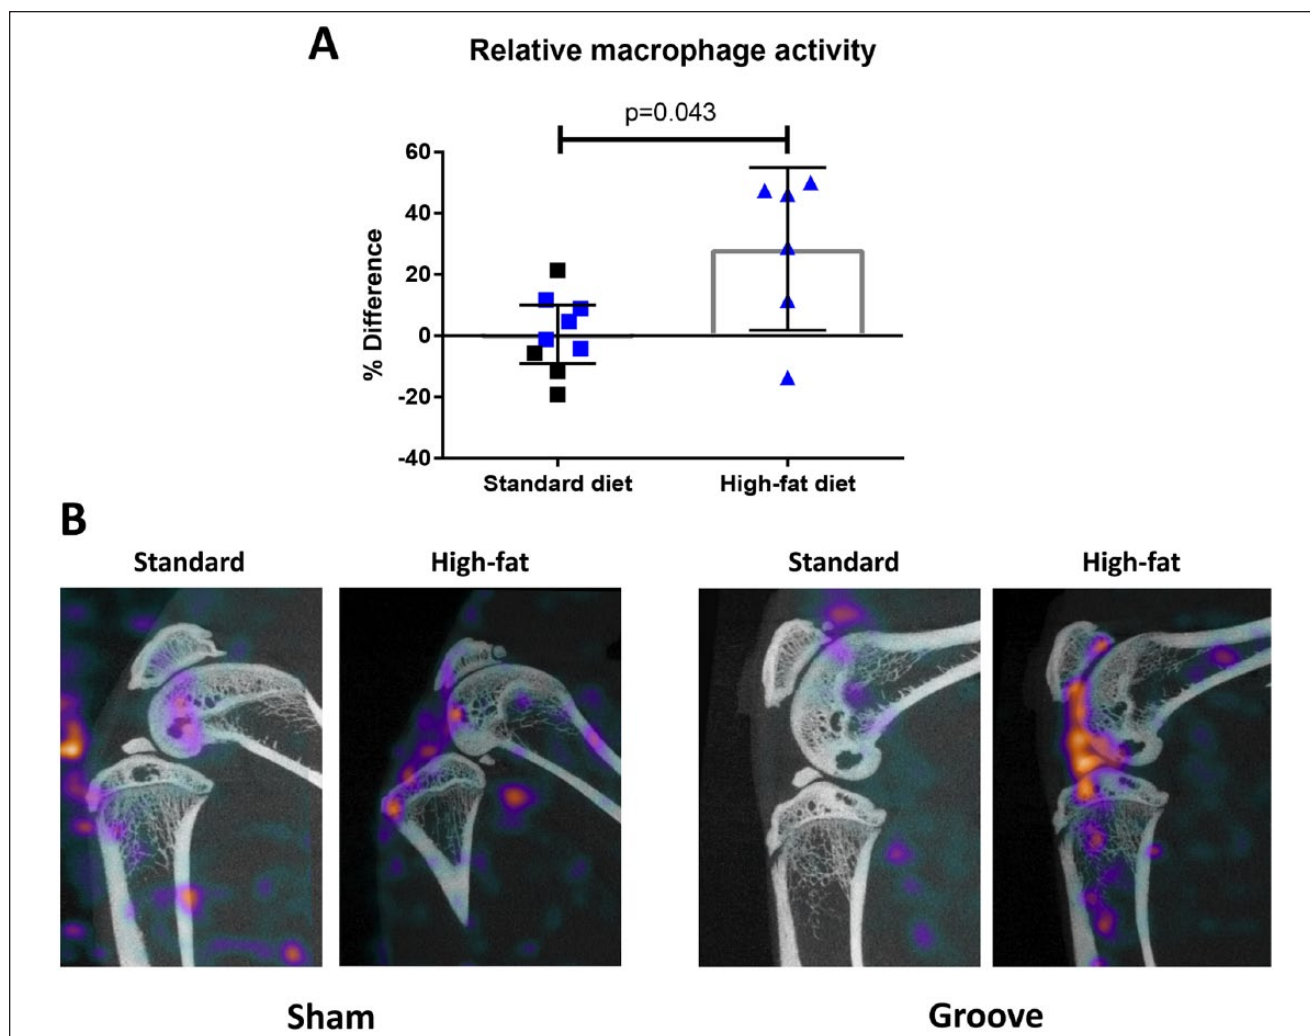 A
Relative macrophage activity
p=0.043
60
40
20
0
-20
-40
% Difference
Standard diet
High-fat diet
B
Standard
High-fat
Standard
High-fat
Sham
Groove